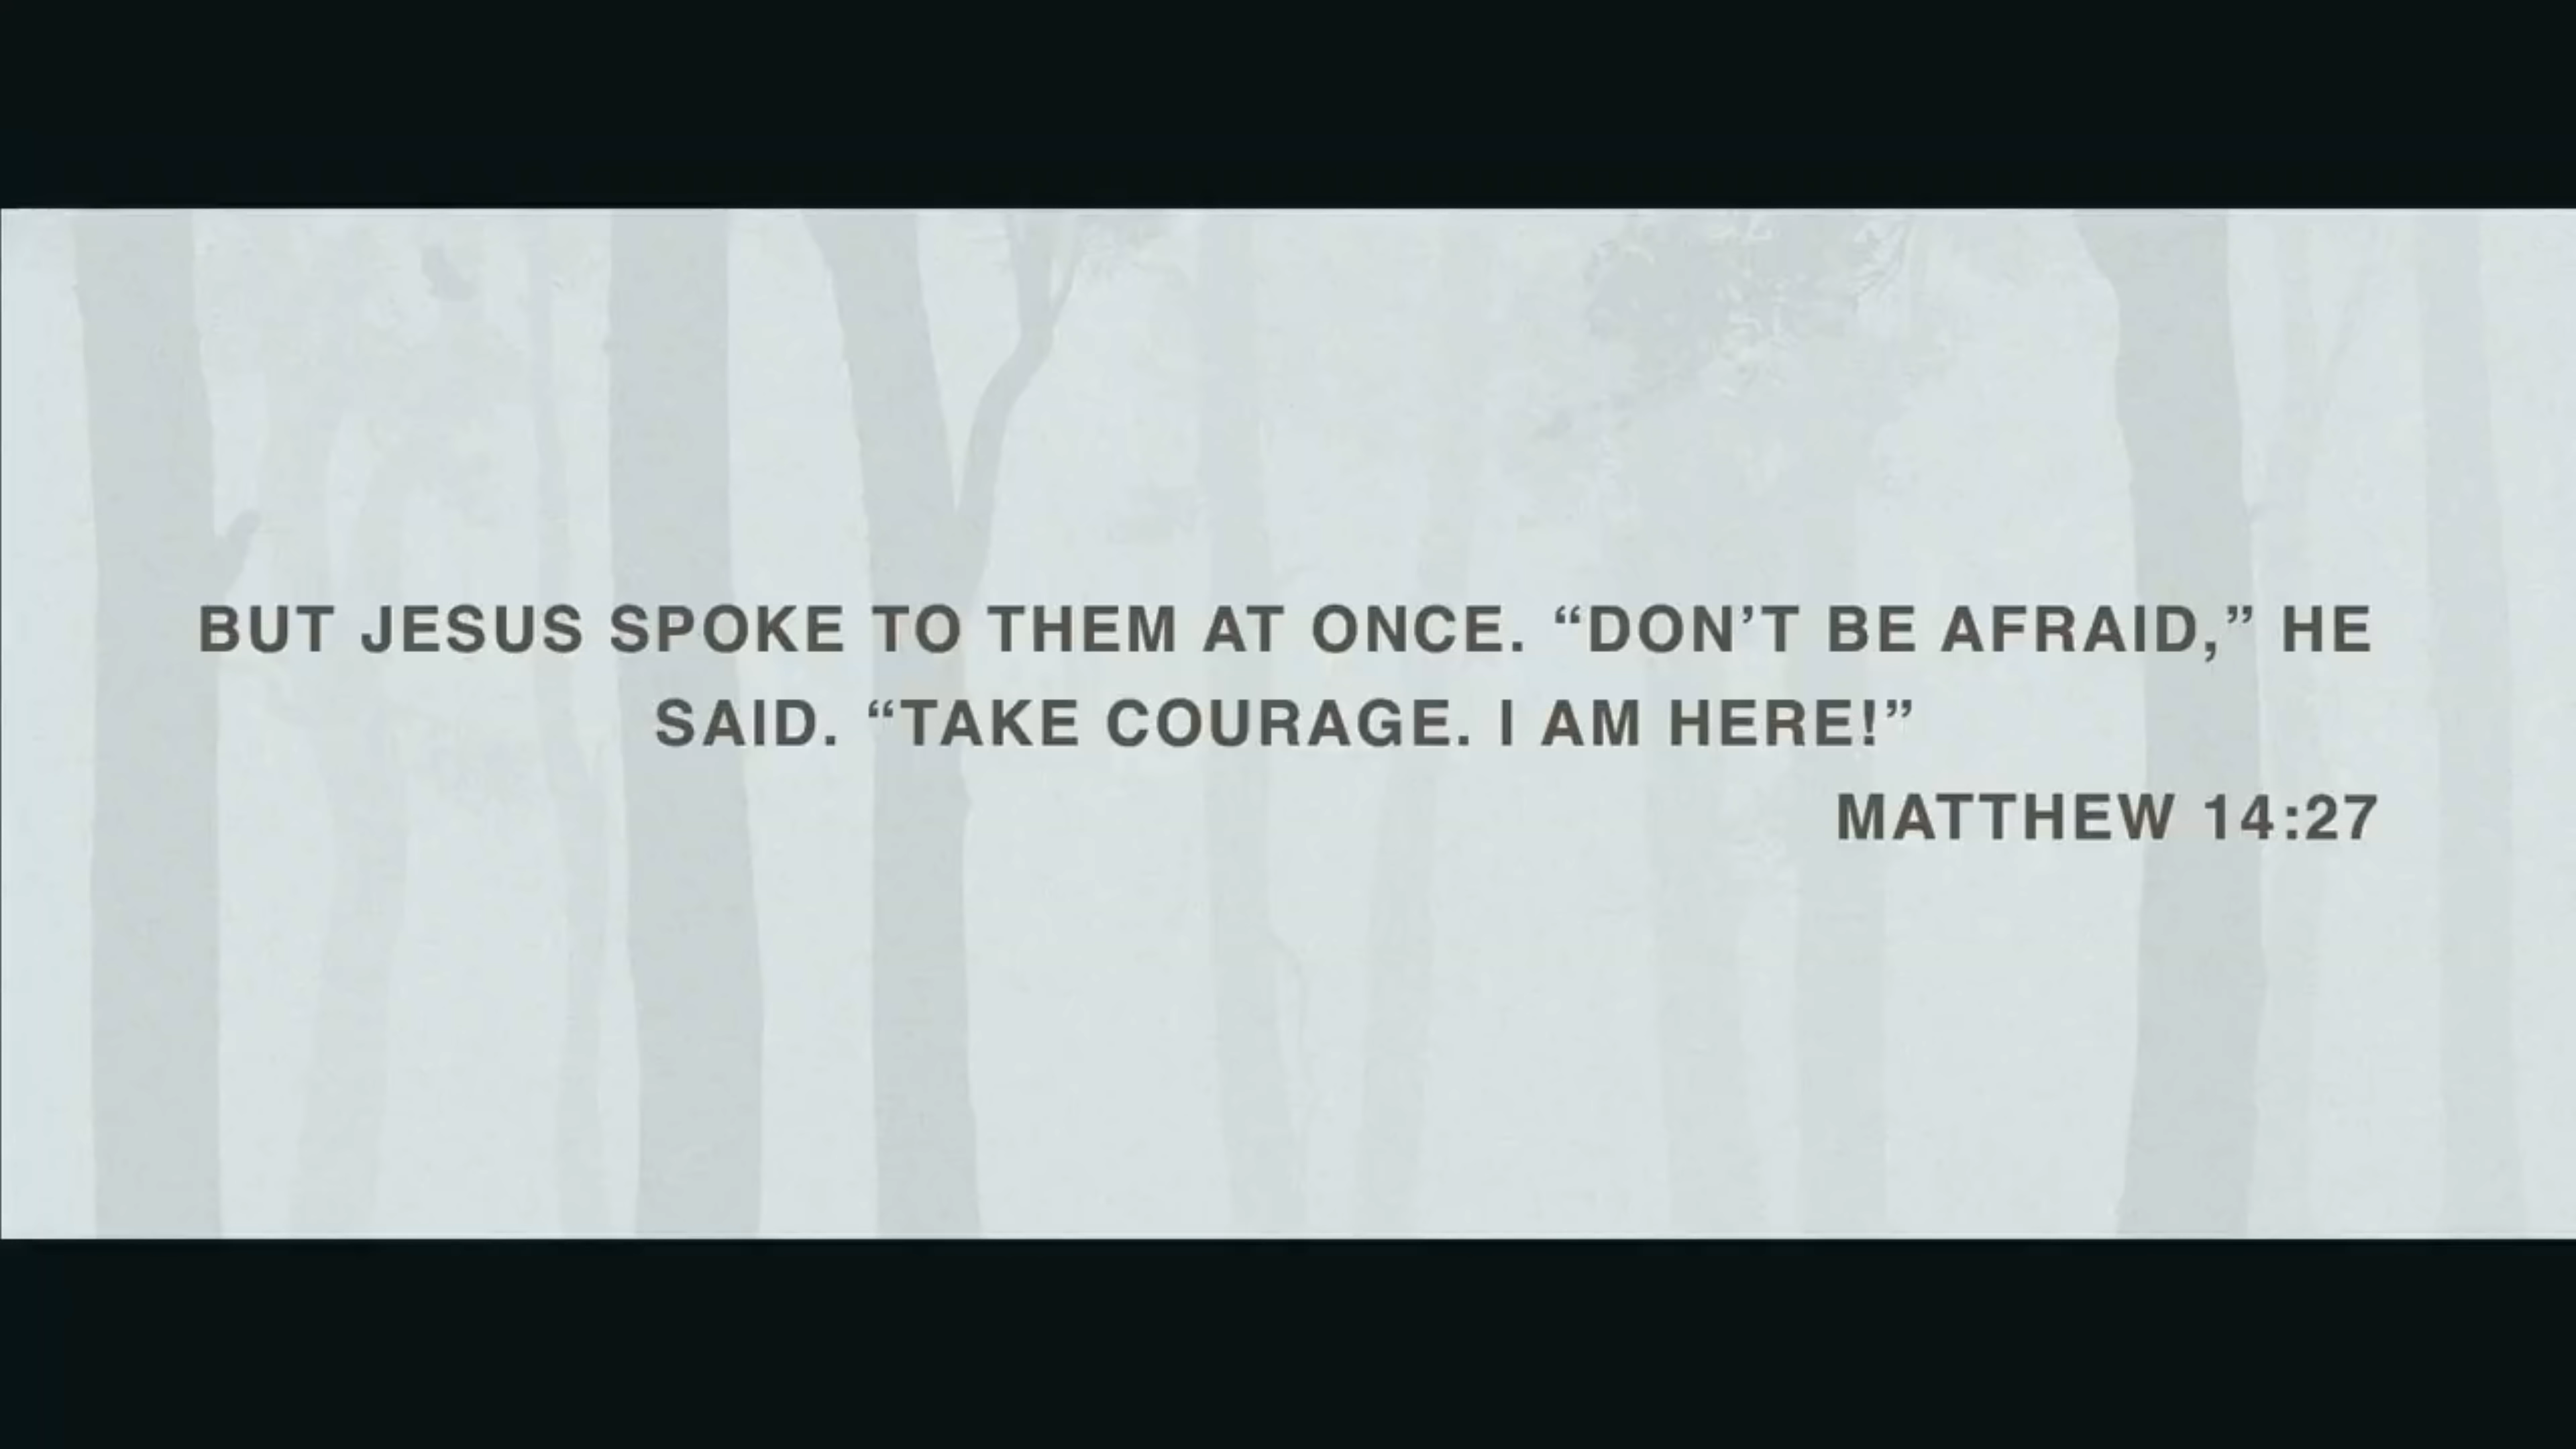 BUT JESUS SPOKE TO THEM AT ONCE. “DON’T BE AFRAID,” HE
SAID. “TAKE COURAGE. I AM HERE!”
MATTHEW 14:27